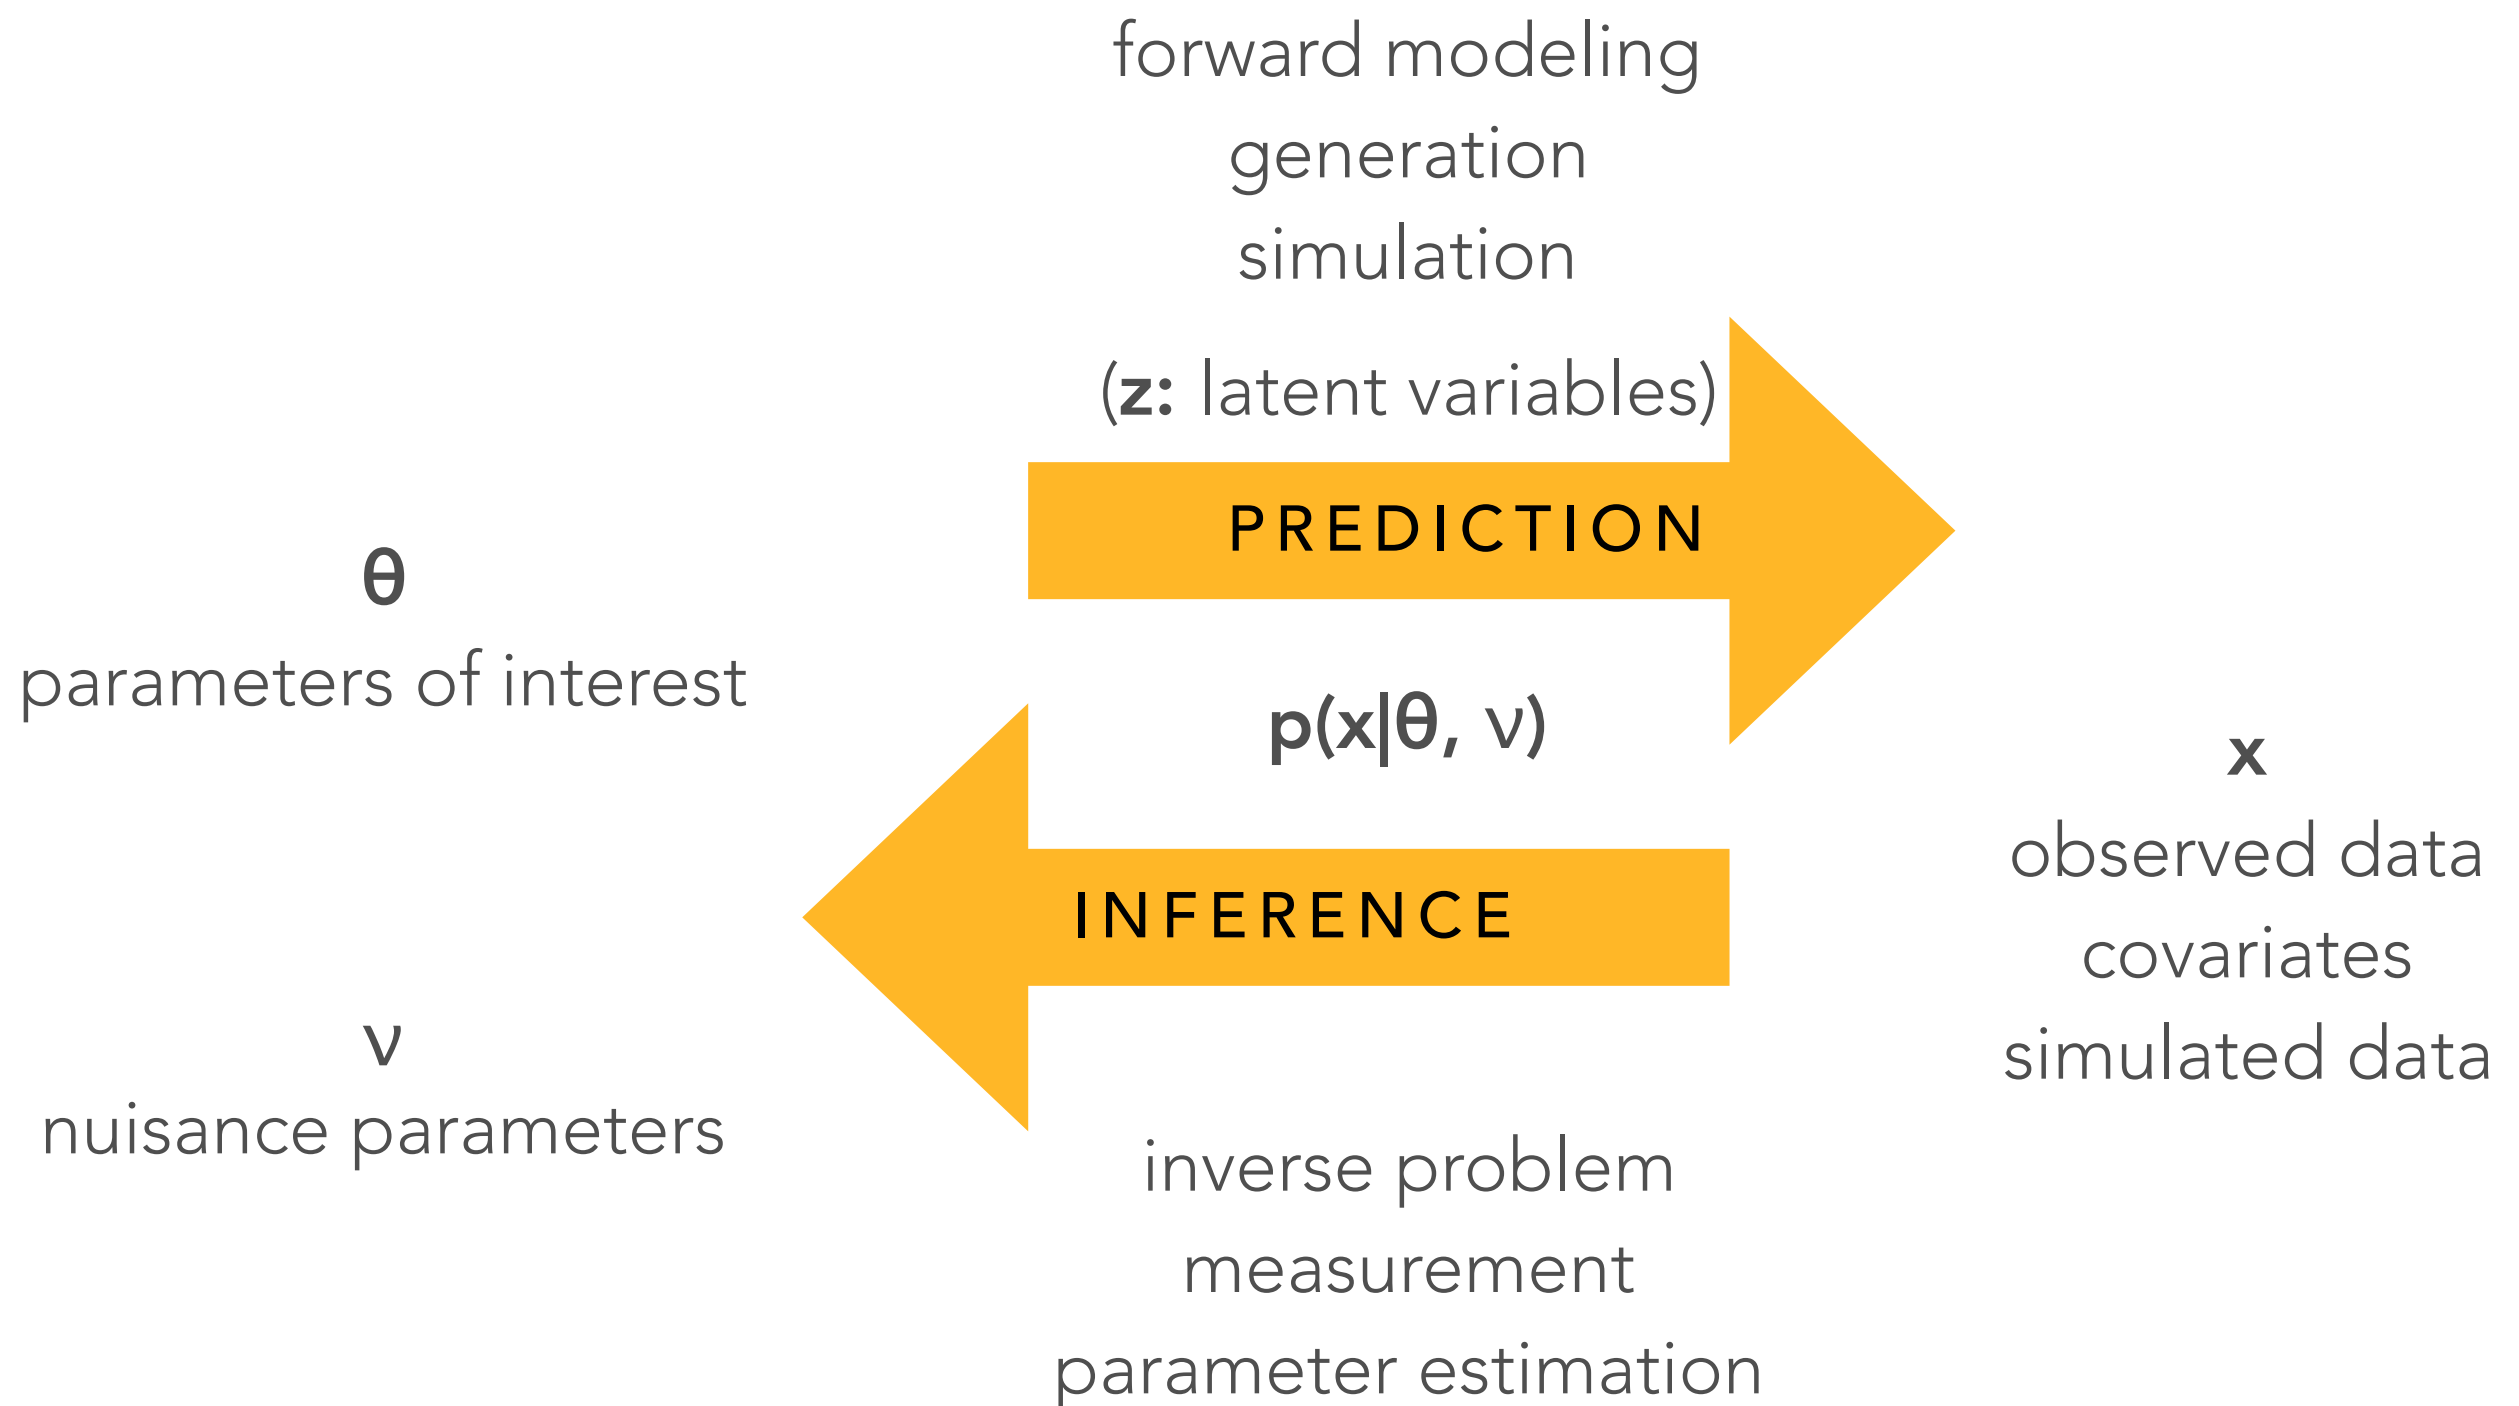 forward modeling
generation
simulation
(z: latent variables)
PREDICTION
θ
parameters of interest
p(x|θ, ν)
x
observed data
covariates
simulated data
INFERENCE
ν
nuisance parameters
inverse problem
measurement
parameter estimation